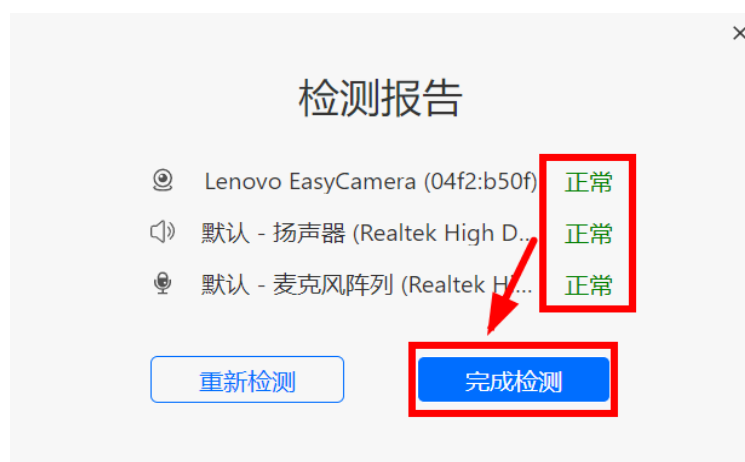 检测报告
Lenovo EasyCamera (04f2:b50f) 正常
默认 - 扬声器 (Realtek High D... 正常
默认 - 麦克风阵列 (Realtek Hi... 正常
重新检测 完成检测